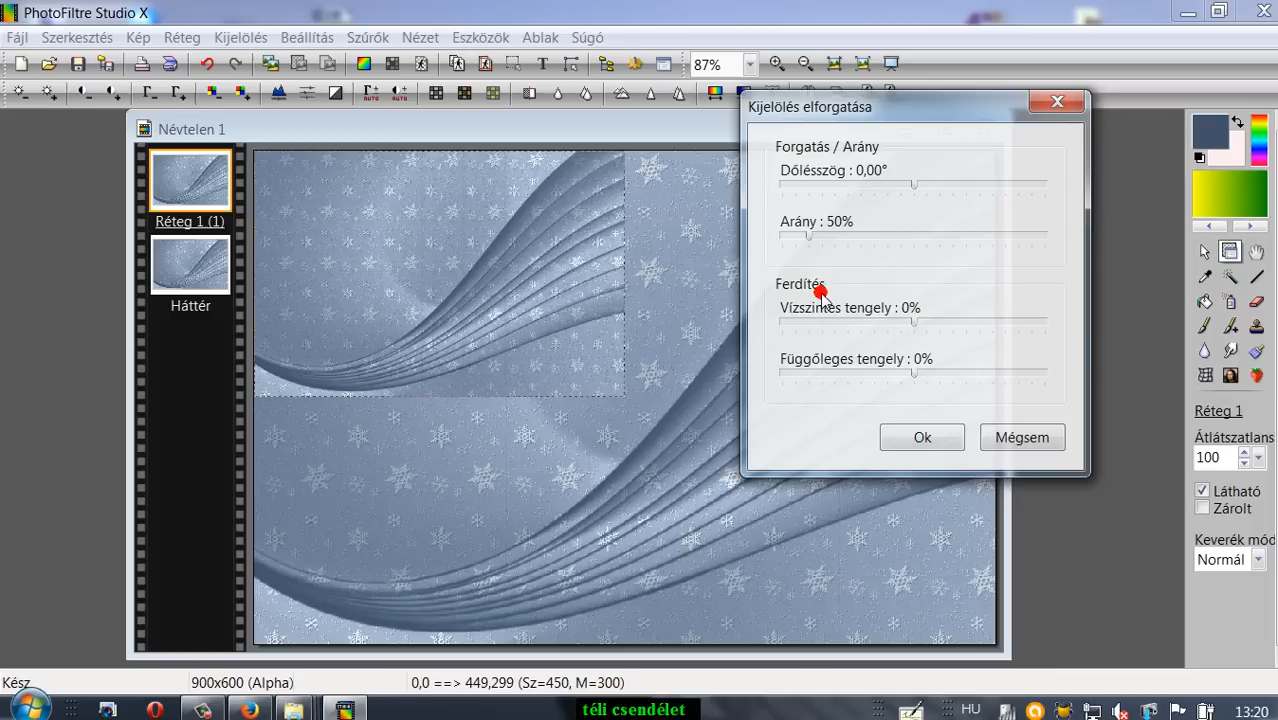 PhotoFiltre Studio X
Fájl Szerkesztés Kép Réteg Kijelölés Beállítás Szűrők Nézet Eszközök Ablak Súgó
87%
AUTO AUTO
Névtelen 1
Réteg 1 (1)
Háttér
Kijelölés elforgatása
Forgatás / Arány
Dőlésszög : 0,00°
Arány : 50%
Ferdítés
Vízszintes tengely : 0%
Függőleges tengely : 0%
Ok Mégsem
Réteg 1
Átlátszatlans
100
Látható
Zárolt
Keverék mód
Normál
Kész 900x600 (Alpha) 0,0 ==> 449,299 (Sz=450, M=300)
téli csendélet
HU
13:20